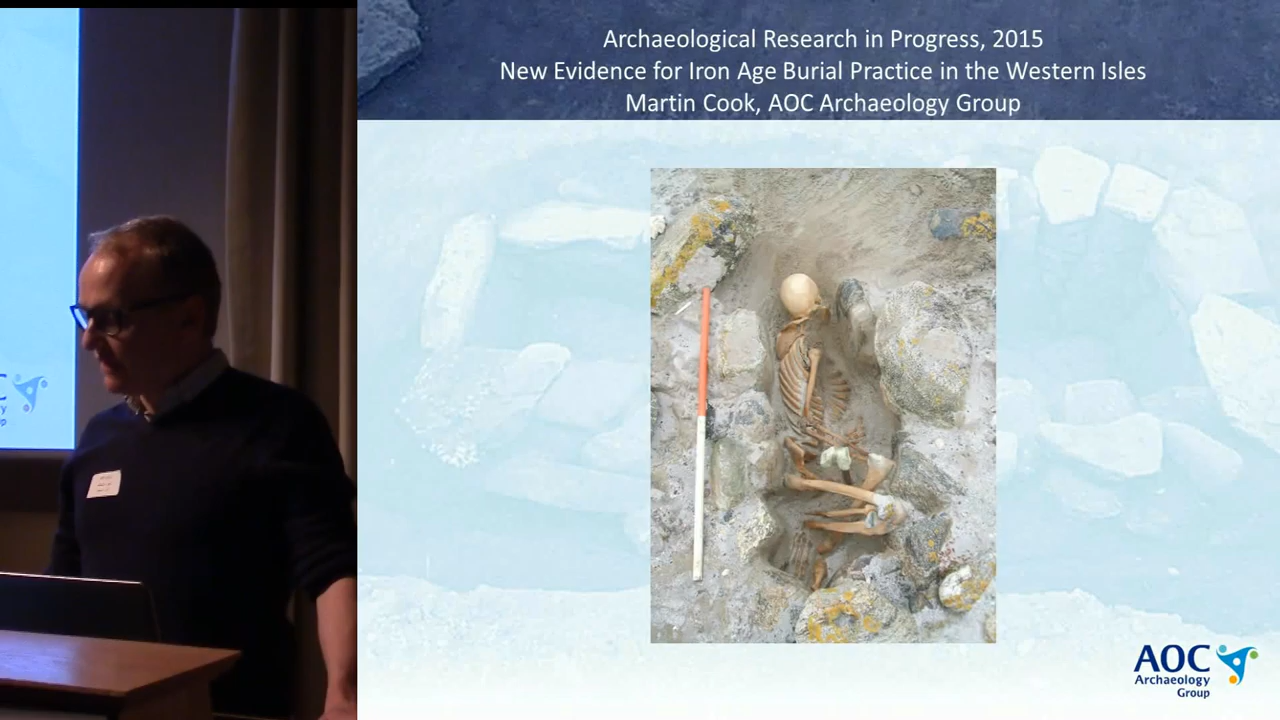 Archaeological Research in Progress, 2015
New Evidence for Iron Age Burial Practice in the Western Isles
Martin Cook, AOC Archaeology Group
AOC
Archaeology
Group